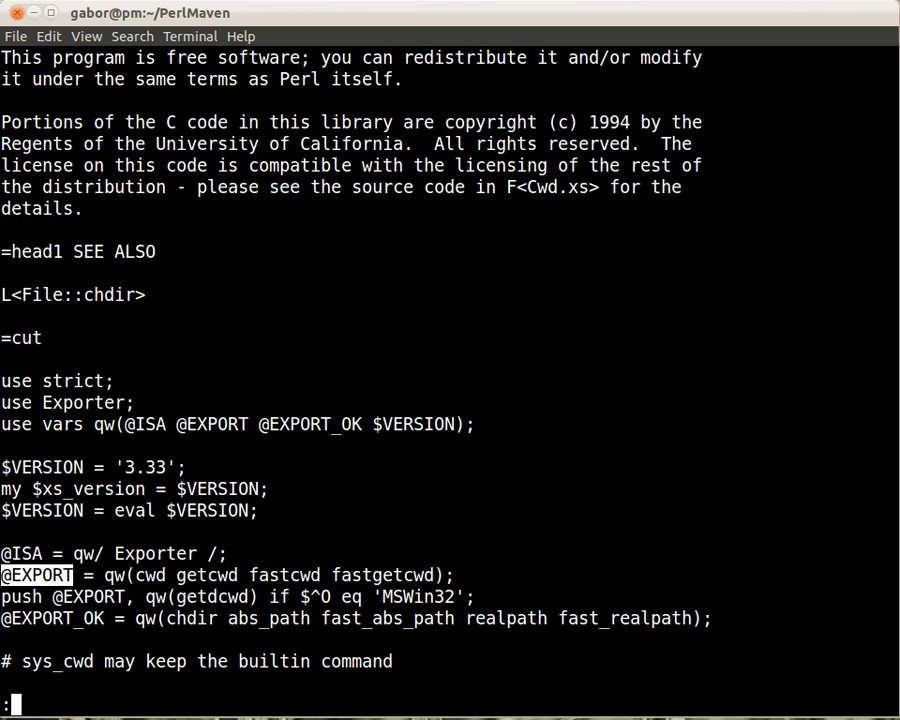 gabor@pm:~/PerlMaven
File Edit View Search Terminal Help
This program is free software; you can redistribute it and/or modify
it under the same terms as Perl itself.
Portions of the C code in this library are copyright (c) 1994 by the
Regents of the University of California.  All rights reserved.  The
license on this code is compatible with the licensing of the rest of
the distribution - please see the source code in F<Cwd.xs> for the
details.
=head1 SEE ALSO
L<File::chdir>
=cut
use strict;
use Exporter;
use vars qw(@ISA @EXPORT @EXPORT_OK $VERSION);
$VERSION = '3.33';
my $xs_version = $VERSION;
$VERSION = eval $VERSION;
@ISA = qw/ Exporter /;
@EXPORT = qw(cwd getcwd fastcwd fastgetcwd);
push @EXPORT, qw(getdcwd) if $^O eq 'MSWin32';
@EXPORT_OK = qw(chdir abs_path fast_abs_path realpath fast_realpath);
# sys_cwd may keep the builtin command
: